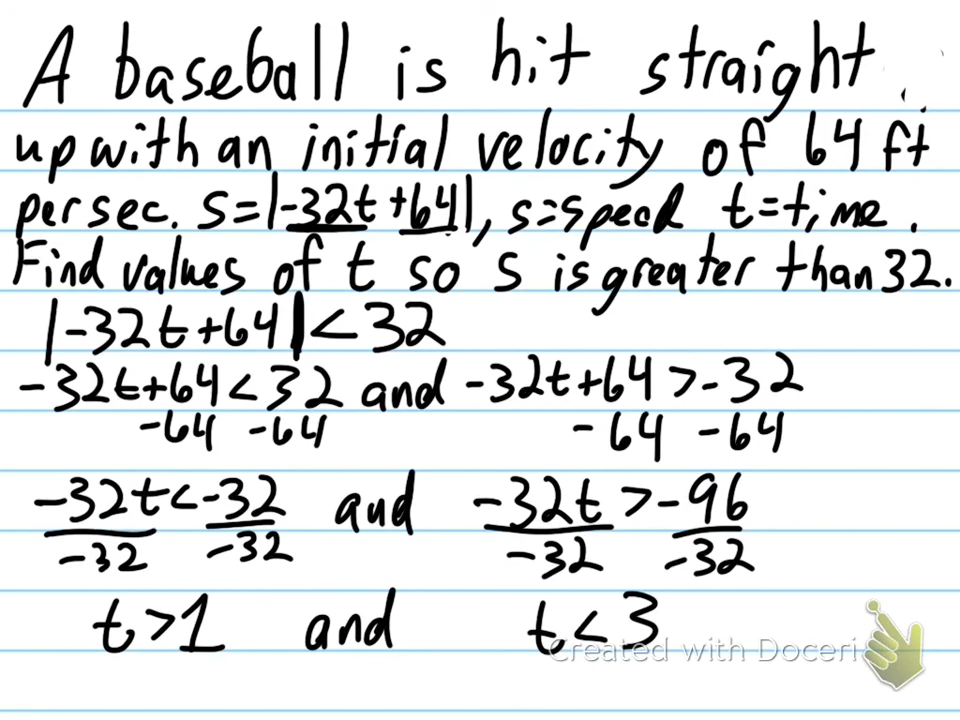 A baseball is hit straight
up with an initial velocity of 64 ft
per sec. s=|-32t+64|, s=speed t=time.
Find values of t so s is greater than 32.
|-32t+64|<32
-32t+64<32 and -32t+64>-32
-64 -64 -64 -64
-32t<-32 and -32t>-96
-32 -32 -32 -32
t>1 and t<3
Created with Doceri